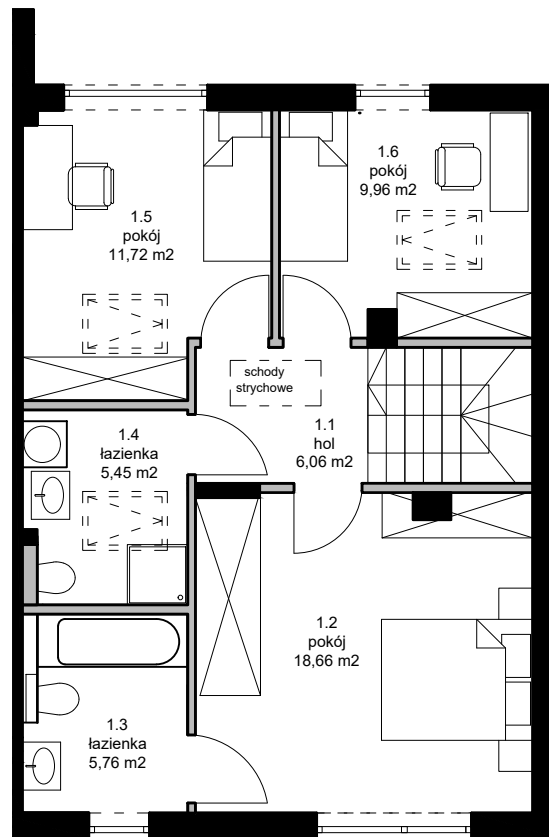 1.5
pokój
11,72 m2
1.6
pokój
9,96 m2
schody
strychowe
1.1
hol
6,06 m2
1.4
łazienka
5,45 m2
1.2
pokój
18,66 m2
1.3
łazienka
5,76 m2